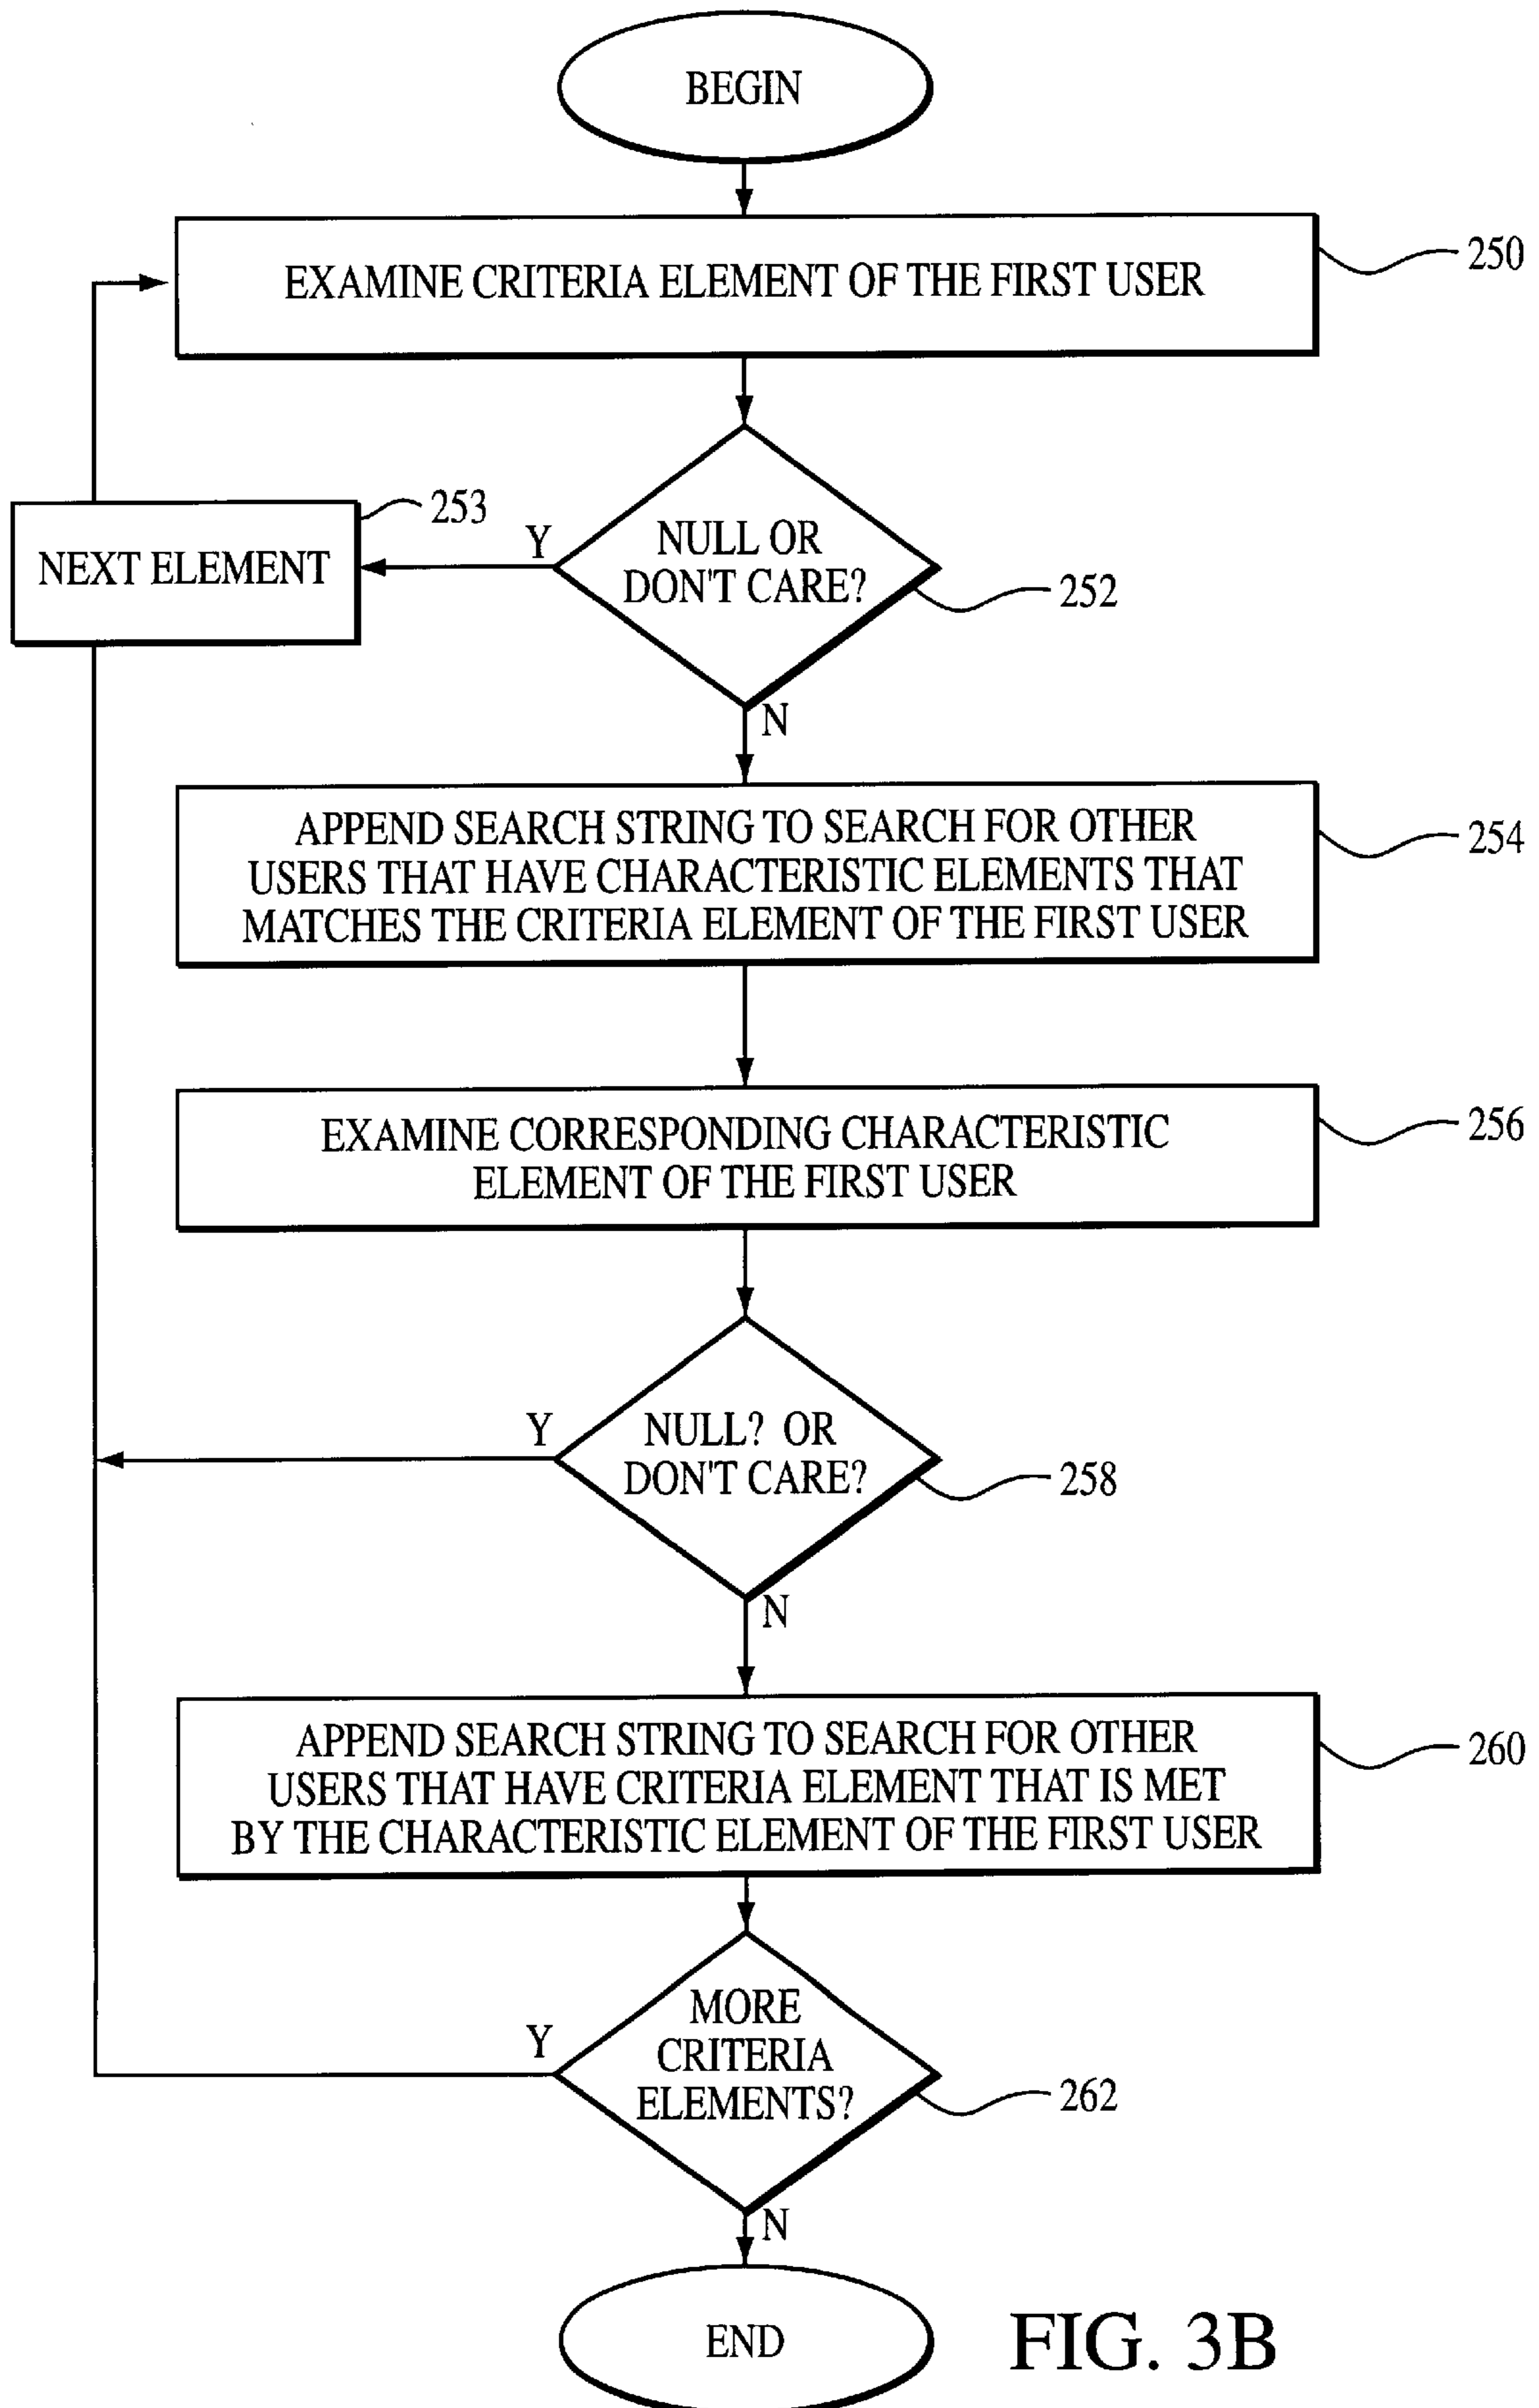 BEGIN
EXAMINE CRITERIA ELEMENT OF THE FIRST USER
250
253
NEXT ELEMENT
Y
NULL OR
DON'T CARE?
252
N
APPEND SEARCH STRING TO SEARCH FOR OTHER
USERS THAT HAVE CHARACTERISTIC ELEMENTS THAT
MATCHES THE CRITERIA ELEMENT OF THE FIRST USER
254
EXAMINE CORRESPONDING CHARACTERISTIC
ELEMENT OF THE FIRST USER
256
Y
NULL? OR
DON'T CARE?
258
N
APPEND SEARCH STRING TO SEARCH FOR OTHER
USERS THAT HAVE CRITERIA ELEMENT THAT IS MET
BY THE CHARACTERISTIC ELEMENT OF THE FIRST USER
260
Y
MORE
CRITERIA
ELEMENTS?
262
N
END
FIG. 3B